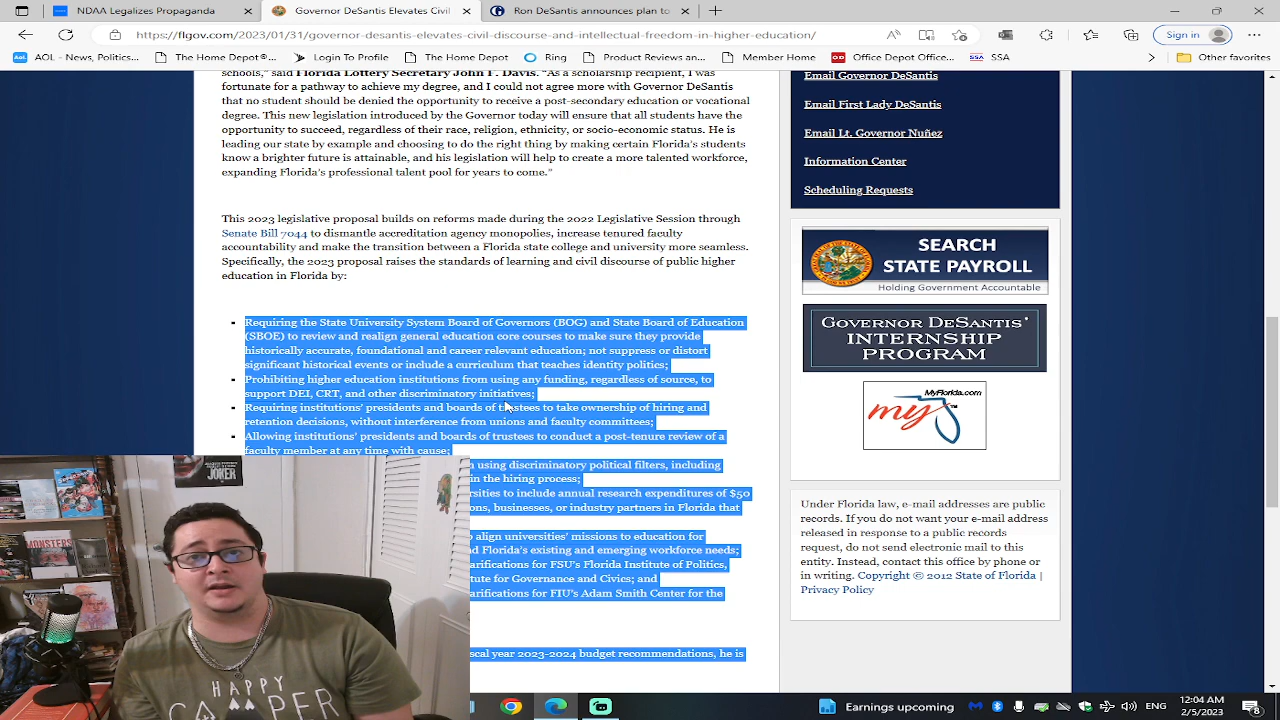 NDAA Legalizes Propaganda
Governor DeSantis Elevates Civil
about:blank
https://flgov.com/2023/01/31/governor-desantis-elevates-civil-discourse-and-intellectual-freedom-in-higher-education/
Sign in
AOL - News, Politics
The Home Depot
Login To Profile
The Home Depot
Ring
Product Reviews an...
Member Home
Office Depot Office...
SSA
Other favorites
schools," said Florida Lottery Secretary John F. Davis. "As a scholarship recipient, I was
fortunate for a pathway to achieve my degree, and I could not agree more with Governor DeSantis
that no student should be denied the opportunity to receive a post-secondary education or vocational
degree. This new legislation introduced by the Governor today will ensure that all students have the
opportunity to succeed, regardless of their race, religion, ethnicity, or socio-economic status. He is
leading our state by example and choosing to do the right thing by making certain Florida's students
know a brighter future is attainable, and his legislation will help to create a more talented workforce,
expanding Florida's professional talent pool for years to come."
This 2023 legislative proposal builds on reforms made during the 2022 Legislative Session through
Senate Bill 7044 to dismantle accreditation agency monopolies, increase tenured faculty
accountability and make the transition between a Florida state college and university more seamless.
Specifically, the 2023 proposal raises the standards of learning and civil discourse of public higher
education in Florida by:
Requiring the State University System Board of Governors (BOG) and State Board of Education
(SBOE) to review and realign general education core courses to make sure they provide
historically accurate, foundational and career relevant education; not suppress or distort
significant historical events or include a curriculum that teaches identity politics;
Prohibiting higher education institutions from using any funding, regardless of source, to
support DEI, CRT, and other discriminatory initiatives;
Requiring institutions' presidents and boards of trustees to take ownership of hiring and
retention decisions, without interference from unions and faculty committees;
Allowing institutions' presidents and boards of trustees to conduct a post-tenure review of a
faculty member at any time with cause;
using discriminatory political filters, including
in the hiring process;
rsities to include annual research expenditures of $50
ons, businesses, or industry partners in Florida that
align universities' missions to education for
d Florida's existing and emerging workforce needs;
arifications for FSU's Florida Institute of Politics,
tute for Governance and Civics; and
arifications for FIU's Adam Smith Center for the
scal year 2023-2024 budget recommendations, he is
Email Governor DeSantis
Email First Lady DeSantis
Email Lt. Governor Nuñez
Information Center
Scheduling Requests
SEARCH
STATE PAYROLL
Holding Government Accountable
GOVERNOR DESANTIS'
INTERNSHIP
PROGRAM
MyFlorida.com
my
Under Florida law, e-mail addresses are public
records. If you do not want your e-mail address
released in response to a public records
request, do not send electronic mail to this
entity. Instead, contact this office by phone or
in writing. Copyright © 2012 State of Florida |
Privacy Policy
JOKER
MONSTERS
HAPPY
CAMPER
Earnings upcoming
ENG
12:04 AM
2/5/2023